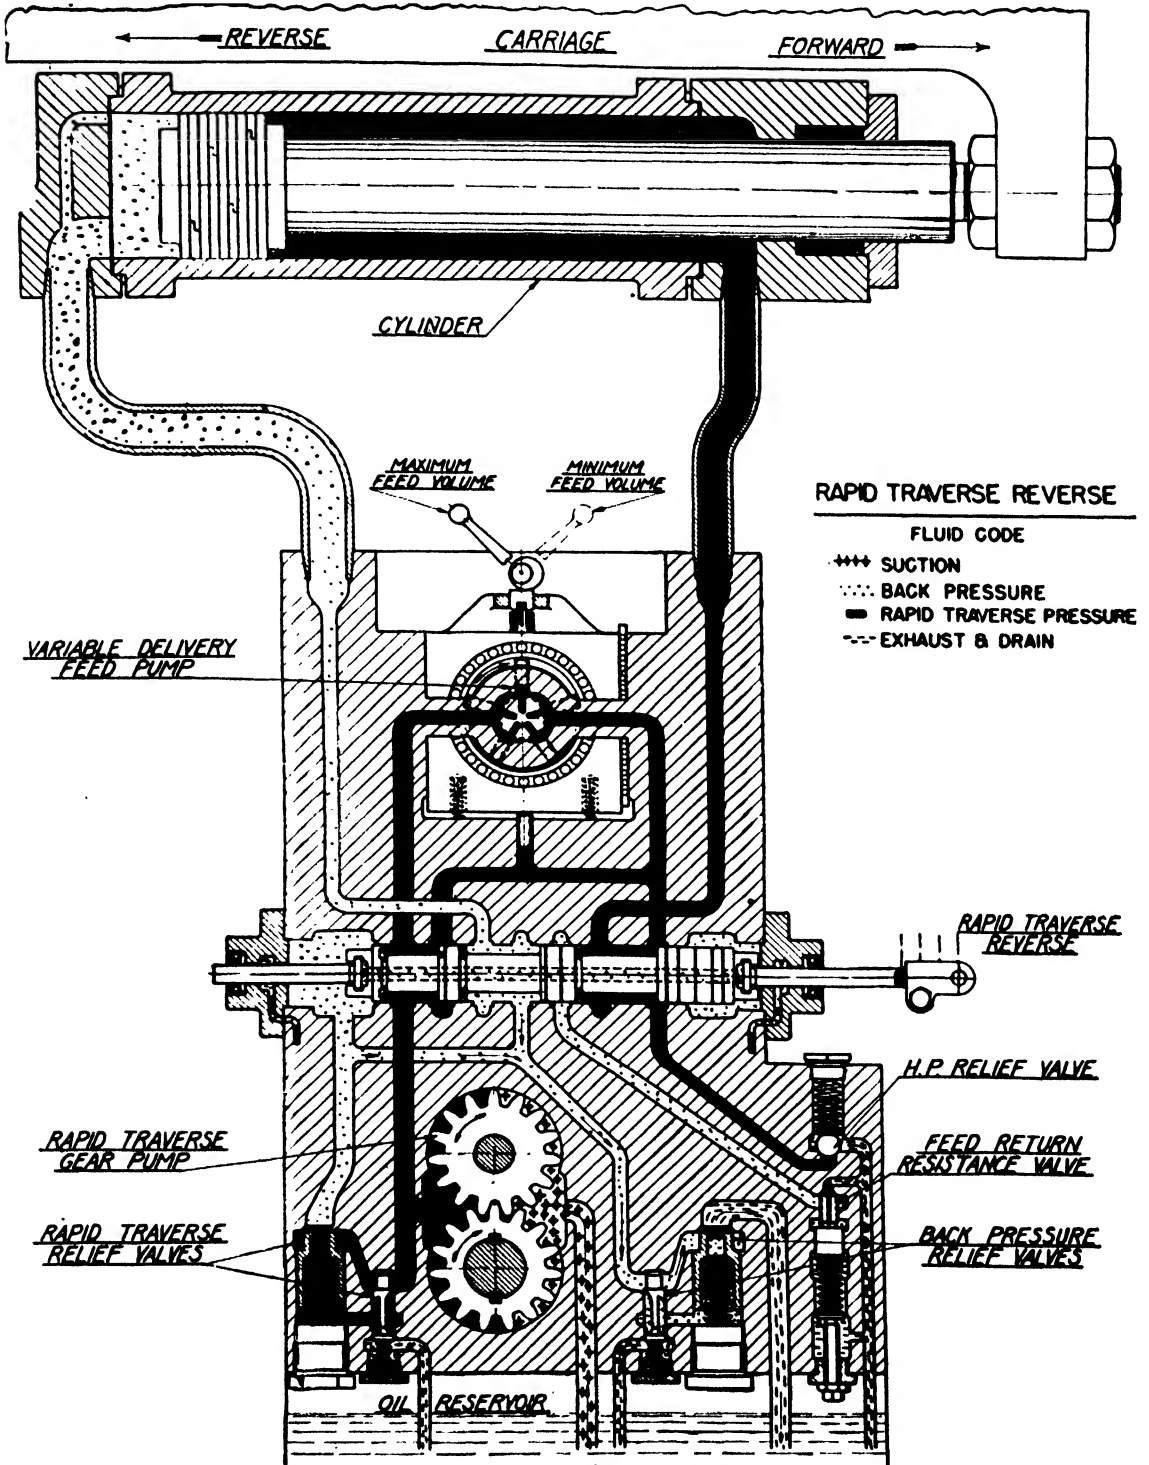 REVERSE
CARRIAGE
FORWARD
CYLINDER
MAXIMUM
FEED VOLUME
MINIMUM
FEED VOLUME
RAPID TRAVERSE REVERSE
FLUID CODE
SUCTION
BACK PRESSURE
RAPID TRAVERSE PRESSURE
EXHAUST & DRAIN
VARIABLE DELIVERY
FEED PUMP
RAPID TRAVERSE
REVERSE
H.P. RELIEF VALVE
RAPID TRAVERSE
GEAR PUMP
FEED RETURN
RESISTANCE VALVE
RAPID TRAVERSE
RELIEF VALVES
BACK PRESSURE
RELIEF VALVES
OIL RESERVOIR